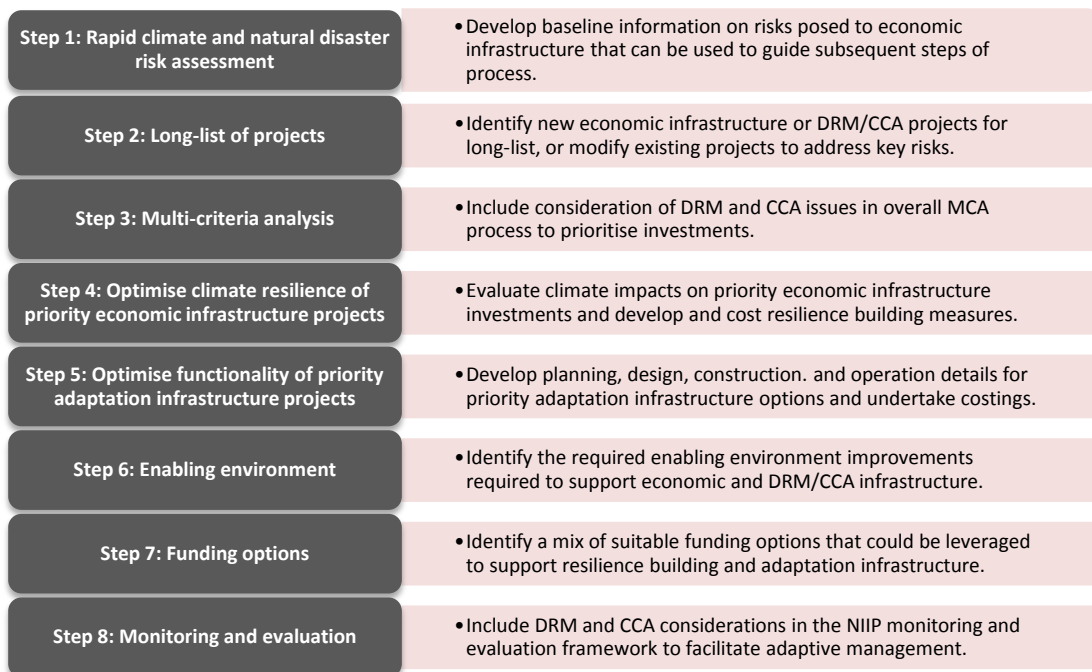 Step 1: Rapid climate and natural disaster
risk assessment
•Develop baseline information on risks posed to economic
infrastructure that can be used to guide subsequent steps of
process.
Step 2: Long-list of projects
•Identify new economic infrastructure or DRM/CCA projects for
long-list, or modify existing projects to address key risks.
Step 3: Multi-criteria analysis
•Include consideration of DRM and CCA issues in overall MCA
process to prioritise investments.
Step 4: Optimise climate resilience of
priority economic infrastructure projects
•Evaluate climate impacts on priority economic infrastructure
investments and develop and cost resilience building measures.
Step 5: Optimise functionality of priority
adaptation infrastructure projects
•Develop planning, design, construction. and operation details for
priority adaptation infrastructure options and undertake costings.
Step 6: Enabling environment
•Identify the required enabling environment improvements
required to support economic and DRM/CCA infrastructure.
Step 7: Funding options
•Identify a mix of suitable funding options that could be leveraged
to support resilience building and adaptation infrastructure.
Step 8: Monitoring and evaluation
•Include DRM and CCA considerations in the NIIP monitoring and
evaluation framework to facilitate adaptive management.